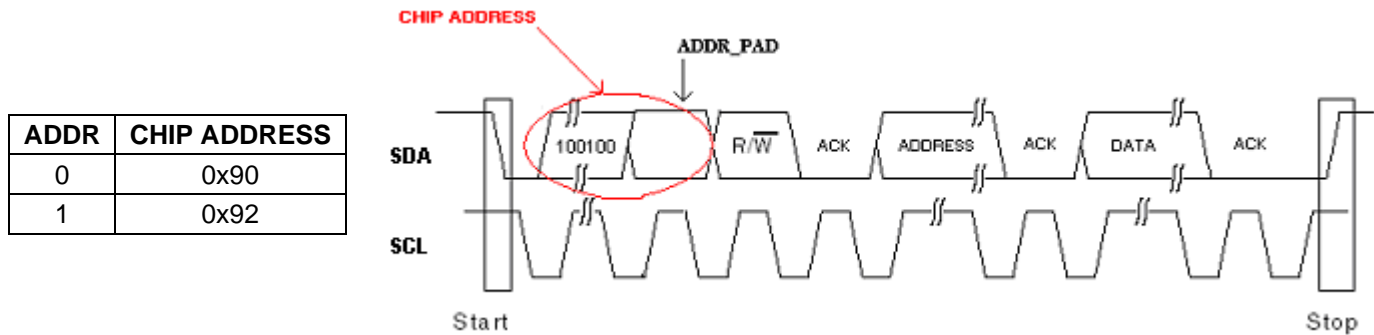 CHIP ADDRESS
ADDR_PAD
ADDR CHIP ADDRESS
0 0x90
1 0x92
SDA 100100 R/W̅ ACK ADDRESS ACK DATA ACK
SCL
Start Stop